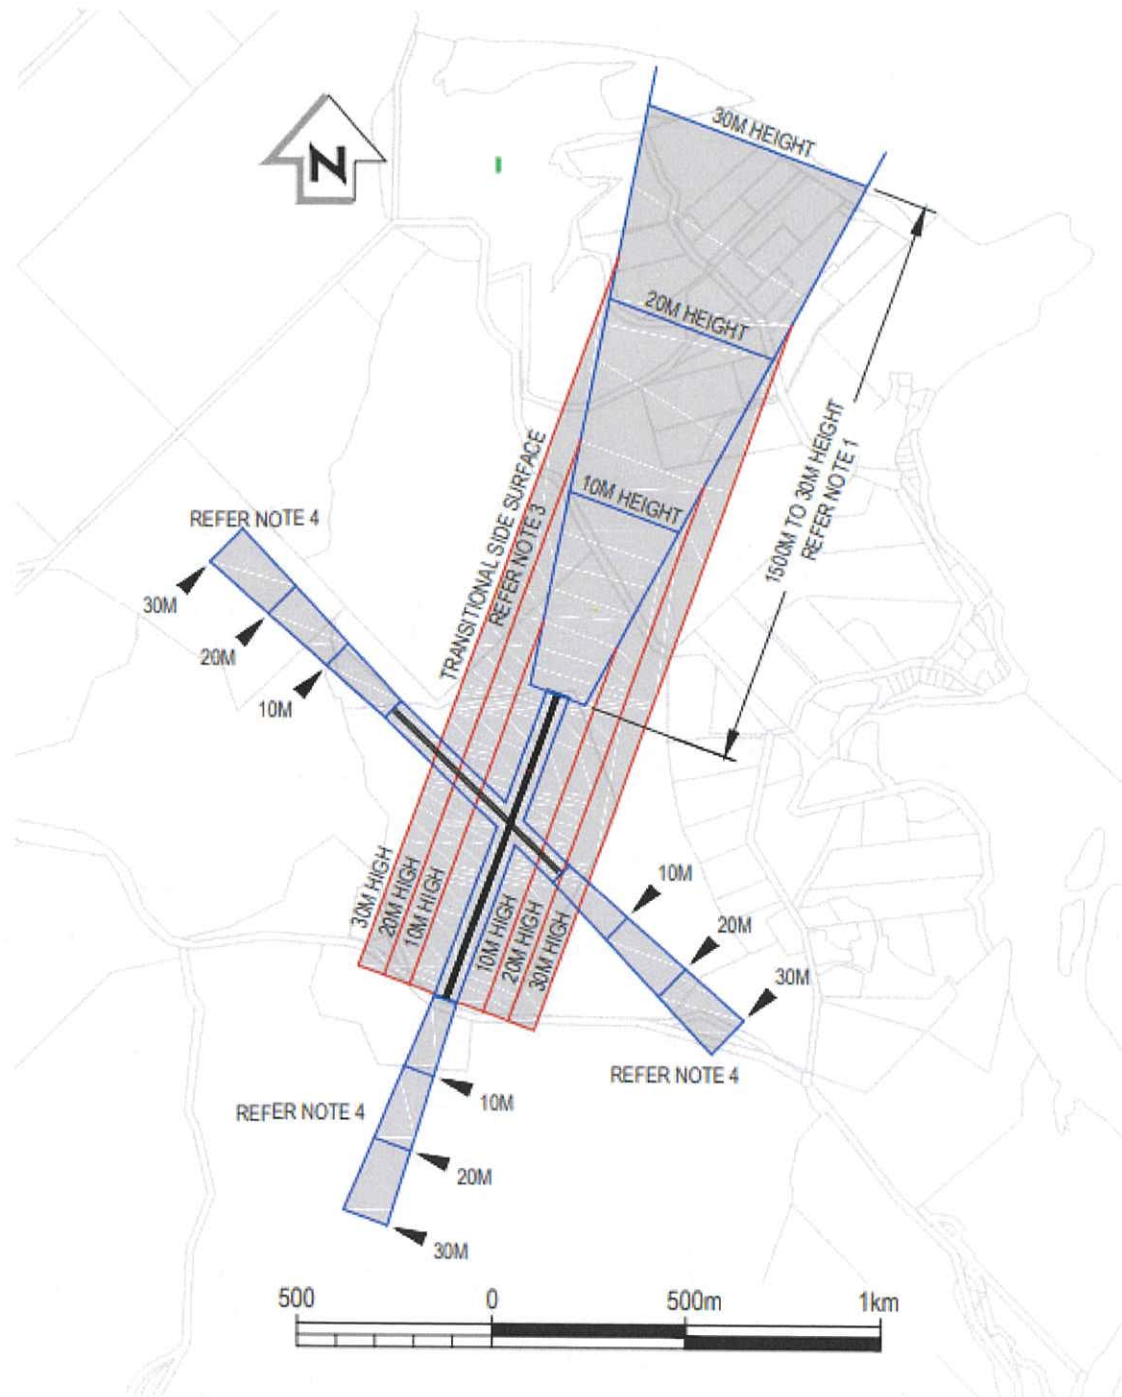 30M HEIGHT
N
20M HEIGHT
TRANSITIONAL SIDE SURFACE
REFER NOTE 3
10M HEIGHT
1500M TO 30M HEIGHT
REFER NOTE 1
REFER NOTE 4
30M
20M
10M
30M HIGH
20M HIGH
10M HIGH
10M HIGH
20M HIGH
30M HIGH
10M
20M
30M
REFER NOTE 4
REFER NOTE 4
10M
20M
30M
500
0
500m
1km